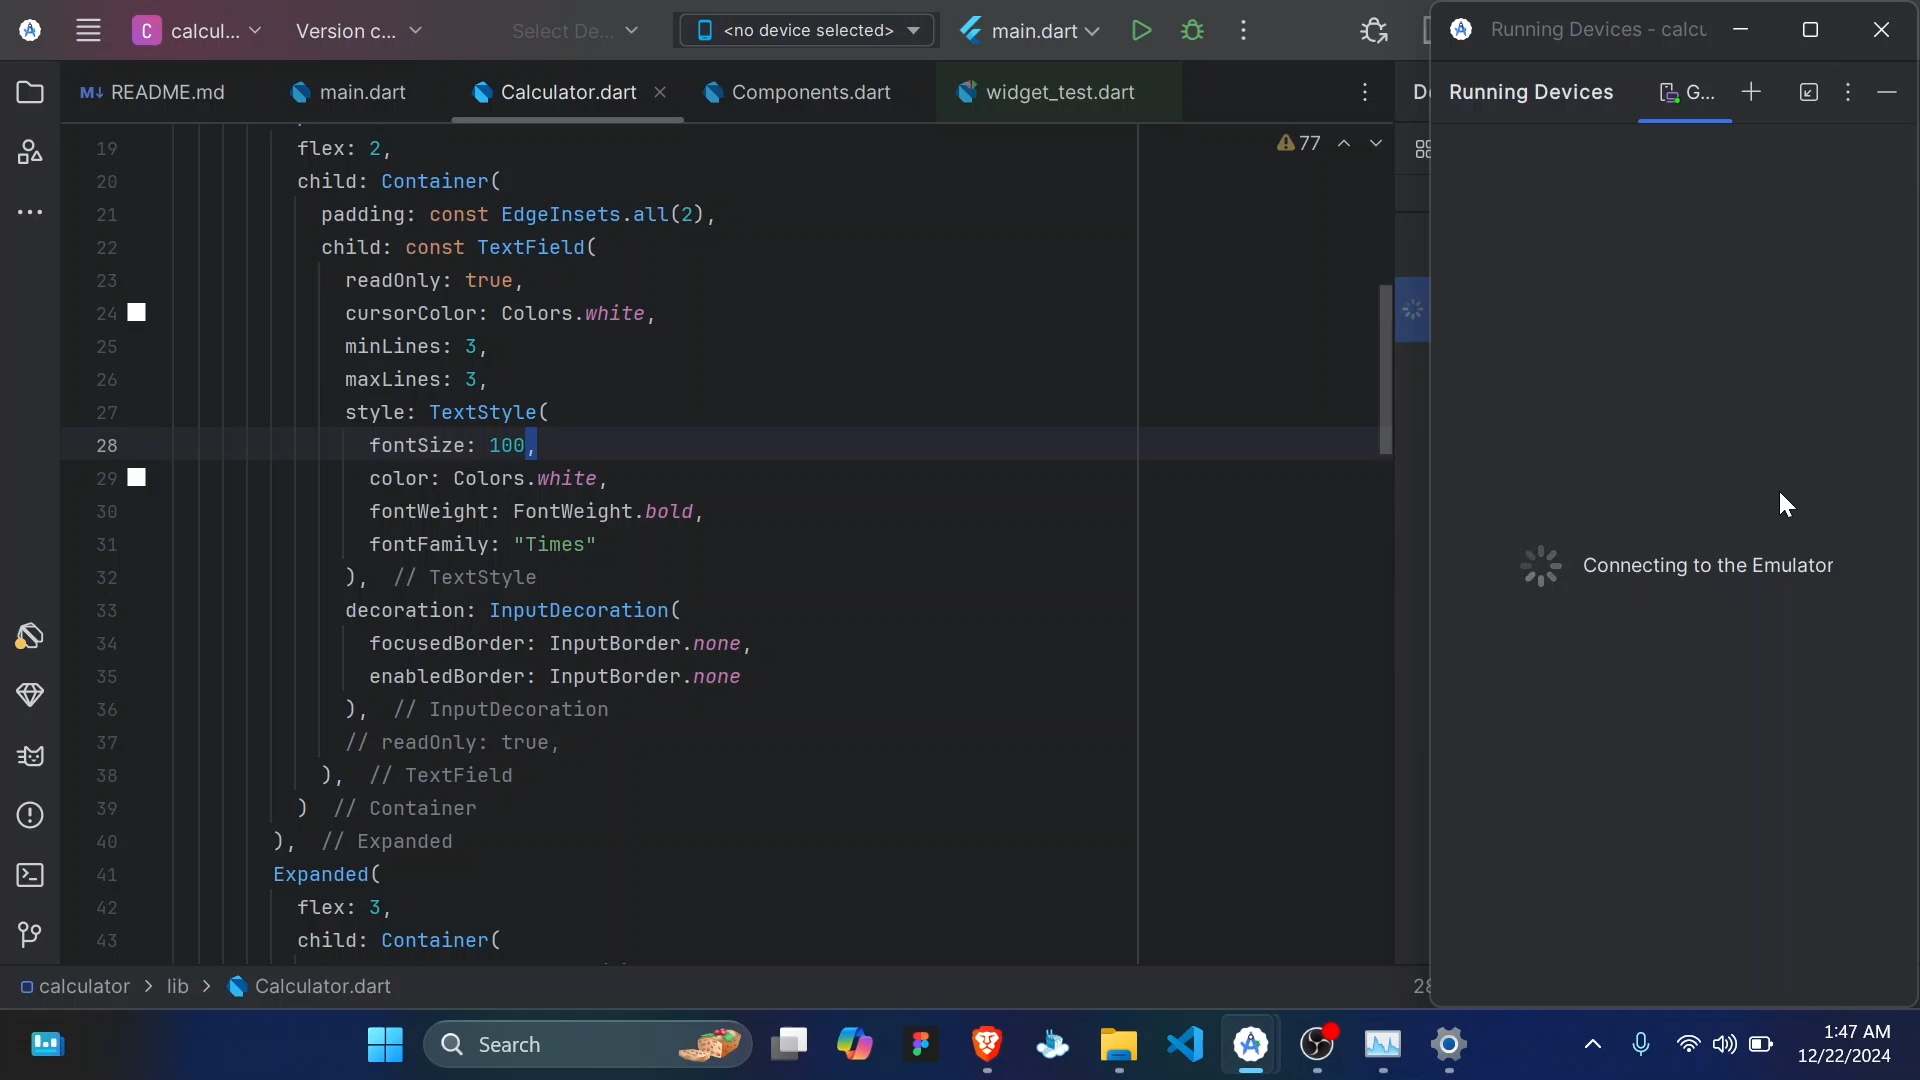 C calcul...
Version c...
Select De...
<no device selected>
main.dart
Running Devices - calcu
README.md
main.dart
Calculator.dart
Components.dart
widget_test.dart
Running Devices
G...
77
19 flex: 2,
20 child: Container(
21 padding: const EdgeInsets.all(2),
22 child: const TextField(
23 readOnly: true,
24 cursorColor: Colors.white,
25 minLines: 3,
26 maxLines: 3,
27 style: TextStyle(
28 fontSize: 100,
29 color: Colors.white,
30 fontWeight: FontWeight.bold,
31 fontFamily: "Times"
32 ), // TextStyle
33 decoration: InputDecoration(
34 focusedBorder: InputBorder.none,
35 enabledBorder: InputBorder.none
36 ), // InputDecoration
37 // readOnly: true,
38 ), // TextField
39 ) // Container
40 ), // Expanded
41 Expanded(
42 flex: 3,
43 child: Container(
Connecting to the Emulator
calculator > lib > Calculator.dart
Search
1:47 AM
12/22/2024